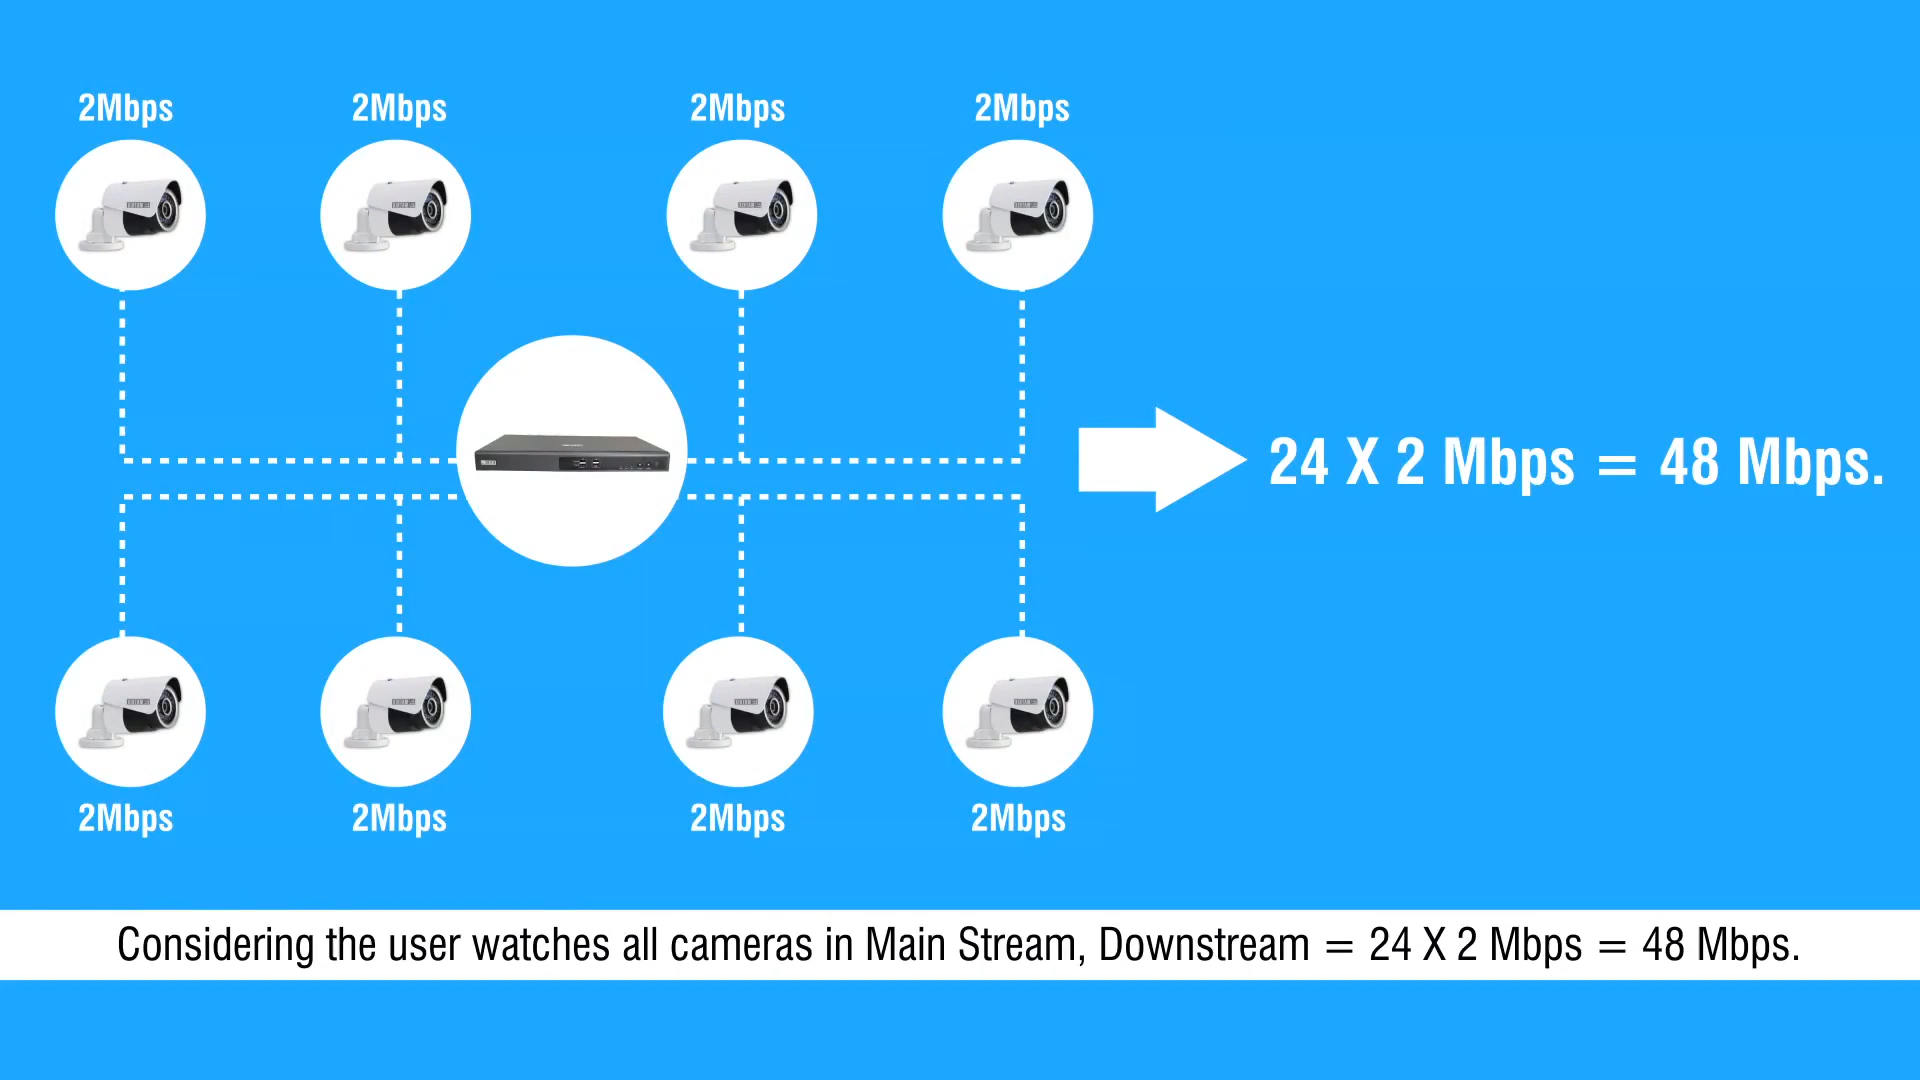 2Mbps 2Mbps 2Mbps 2Mbps
24 X 2 Mbps = 48 Mbps.
2Mbps 2Mbps 2Mbps 2Mbps
Considering the user watches all cameras in Main Stream, Downstream = 24 X 2 Mbps = 48 Mbps.